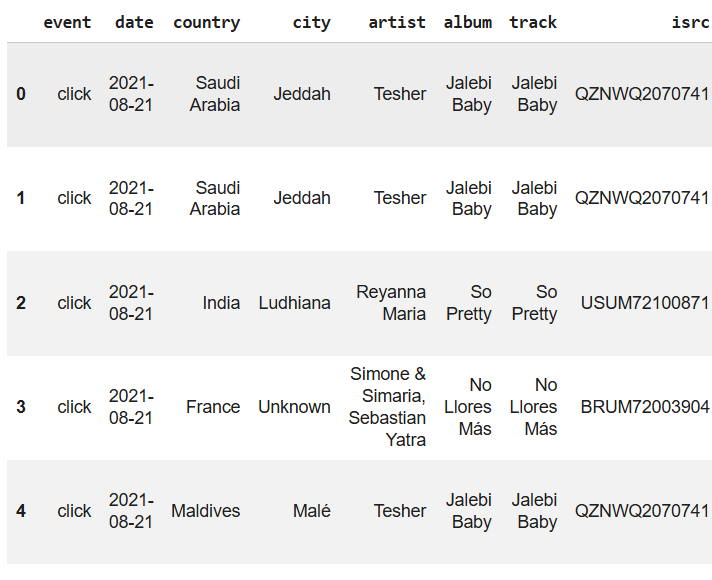 event date country city artist album track isrc
0 click 2021-08-21 Saudi Arabia Jeddah Tesher Jalebi Baby Jalebi Baby QZNWQ2070741
1 click 2021-08-21 Saudi Arabia Jeddah Tesher Jalebi Baby Jalebi Baby QZNWQ2070741
2 click 2021-08-21 India Ludhiana Reyanna Maria So Pretty So Pretty USUM72100871
3 click 2021-08-21 France Unknown Simone & Simaria, Sebastian Yatra No Llores Más No Llores Más BRUM72003904
4 click 2021-08-21 Maldives Malé Tesher Jalebi Baby Jalebi Baby QZNWQ2070741